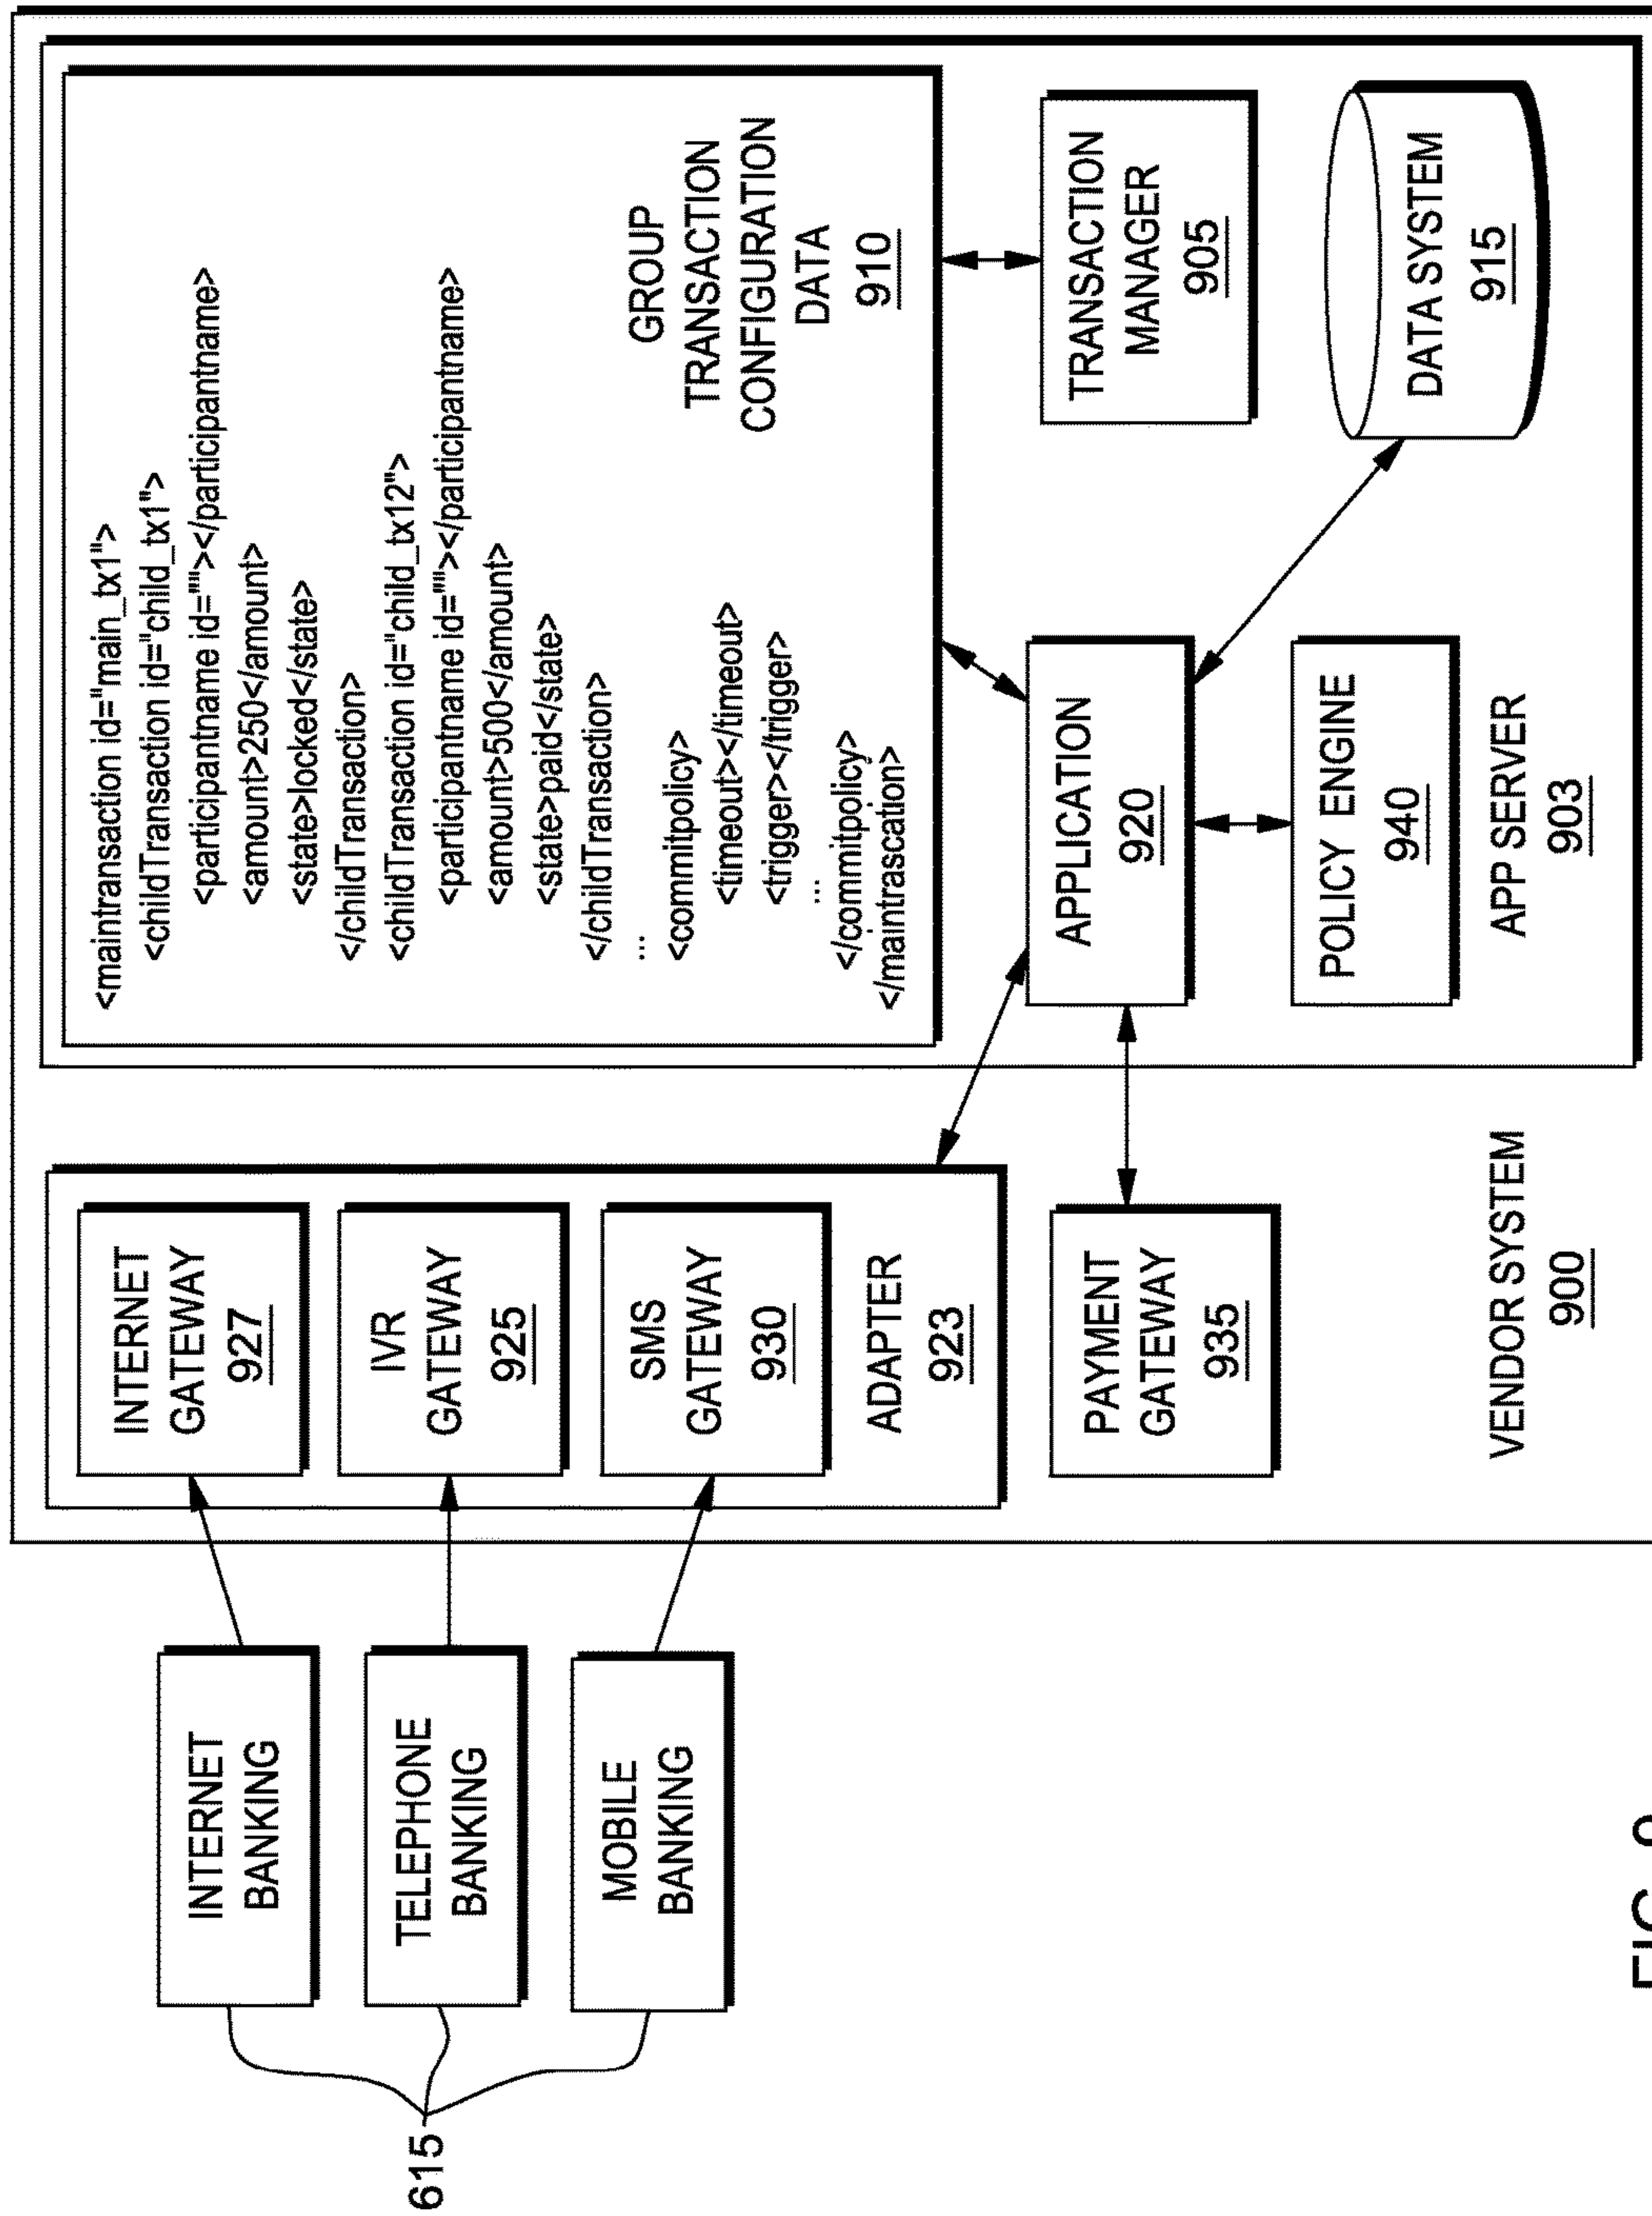 615
INTERNET
BANKING
TELEPHONE
BANKING
MOBILE
BANKING
INTERNET
GATEWAY
927
IVR
GATEWAY
925
SMS
GATEWAY
930
ADAPTER
923
PAYMENT
GATEWAY
935
VENDOR SYSTEM
900
<maintransaction id="main_tx1">
<childTransaction id="child_tx1">
<participantname id=""></participantname>
<amount>250</amount>
<state>locked</state>
</childTransaction>
<childTransaction id="child_tx12">
<participantname id=""></participantname>
<amount>500</amount>
<state>paid</state>
</childTransaction>
...
<commitpolicy>
<timeout></timeout>
<trigger></trigger>
...
</commitpolicy>
</maintrascation>
GROUP
TRANSACTION
CONFIGURATION
DATA
910
APPLICATION
920
TRANSACTION
MANAGER
905
POLICY ENGINE
940
DATA SYSTEM
915
APP SERVER
903
FIG.